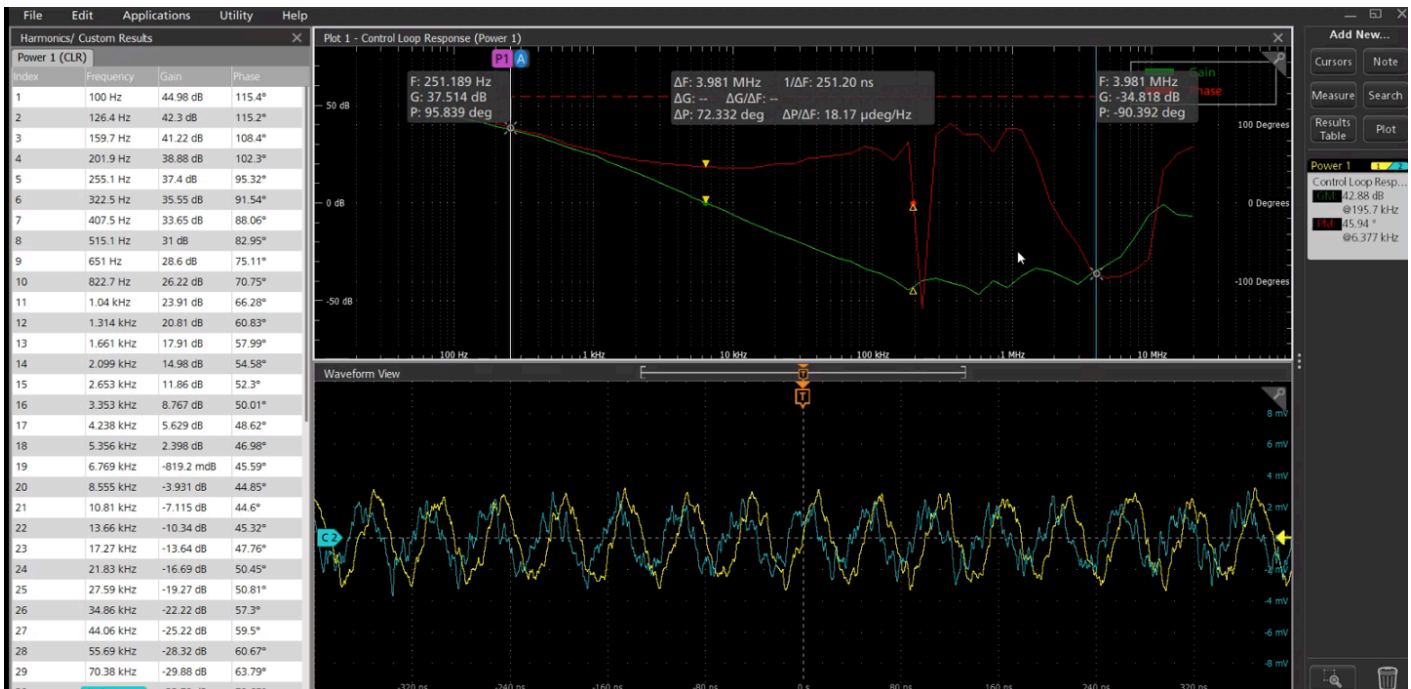 File Edit Applications Utility Help
Harmonics/ Custom Results
Power 1 (CLR)
Index Frequency Gain Phase
1 100 Hz 44.98 dB 115.4°
2 126.4 Hz 42.3 dB 115.2°
3 159.7 Hz 41.22 dB 108.4°
4 201.9 Hz 38.88 dB 102.3°
5 255.1 Hz 37.4 dB 95.32°
6 322.5 Hz 35.55 dB 91.54°
7 407.5 Hz 33.65 dB 88.06°
8 515.1 Hz 31 dB 82.95°
9 651 Hz 28.6 dB 75.11°
10 822.7 Hz 26.22 dB 70.75°
11 1.04 kHz 23.91 dB 66.28°
12 1.314 kHz 20.81 dB 60.83°
13 1.661 kHz 17.91 dB 57.99°
14 2.099 kHz 14.98 dB 54.58°
15 2.653 kHz 11.86 dB 52.3°
16 3.353 kHz 8.767 dB 50.01°
17 4.238 kHz 5.629 dB 48.62°
18 5.356 kHz 2.398 dB 46.98°
19 6.769 kHz -819.2 mdB 45.59°
20 8.555 kHz -3.931 dB 44.85°
21 10.81 kHz -7.115 dB 44.6°
22 13.66 kHz -10.34 dB 45.32°
23 17.27 kHz -13.64 dB 47.76°
24 21.83 kHz -16.69 dB 50.45°
25 27.59 kHz -19.27 dB 50.81°
26 34.86 kHz -22.22 dB 57.3°
27 44.06 kHz -25.22 dB 59.5°
28 55.69 kHz -28.32 dB 60.67°
29 70.38 kHz -29.88 dB 63.79°
Plot 1 - Control Loop Response (Power 1)
P1 A
F: 251.189 Hz
G: 37.514 dB
P: 95.839 deg
ΔF: 3.981 MHz 1/ΔF: 251.20 ns
ΔG: -- ΔG/ΔF: --
ΔP: 72.332 deg ΔP/ΔF: 18.17 µdeg/Hz
F: 3.981 MHz
G: -34.818 dB
P: -90.392 deg
Gain
Phase
50 dB
0 dB
-50 dB
100 Degrees
0 Degrees
-100 Degrees
100 Hz 1 kHz 10 kHz 100 kHz 1 MHz 10 MHz
Waveform View
T
T
C 2
8 mV
6 mV
4 mV
2 mV
-4 mV
-6 mV
-8 mV
-320 ns -240 ns -160 ns -80 ns 0 s 80 ns 160 ns 240 ns 320 ns
Add New...
Cursors Note
Measure Search
Results Table Plot
Power 1 1 2
Control Loop Resp...
GM: 42.88 dB
@195.7 kHz
PM: 45.94 °
@6.377 kHz